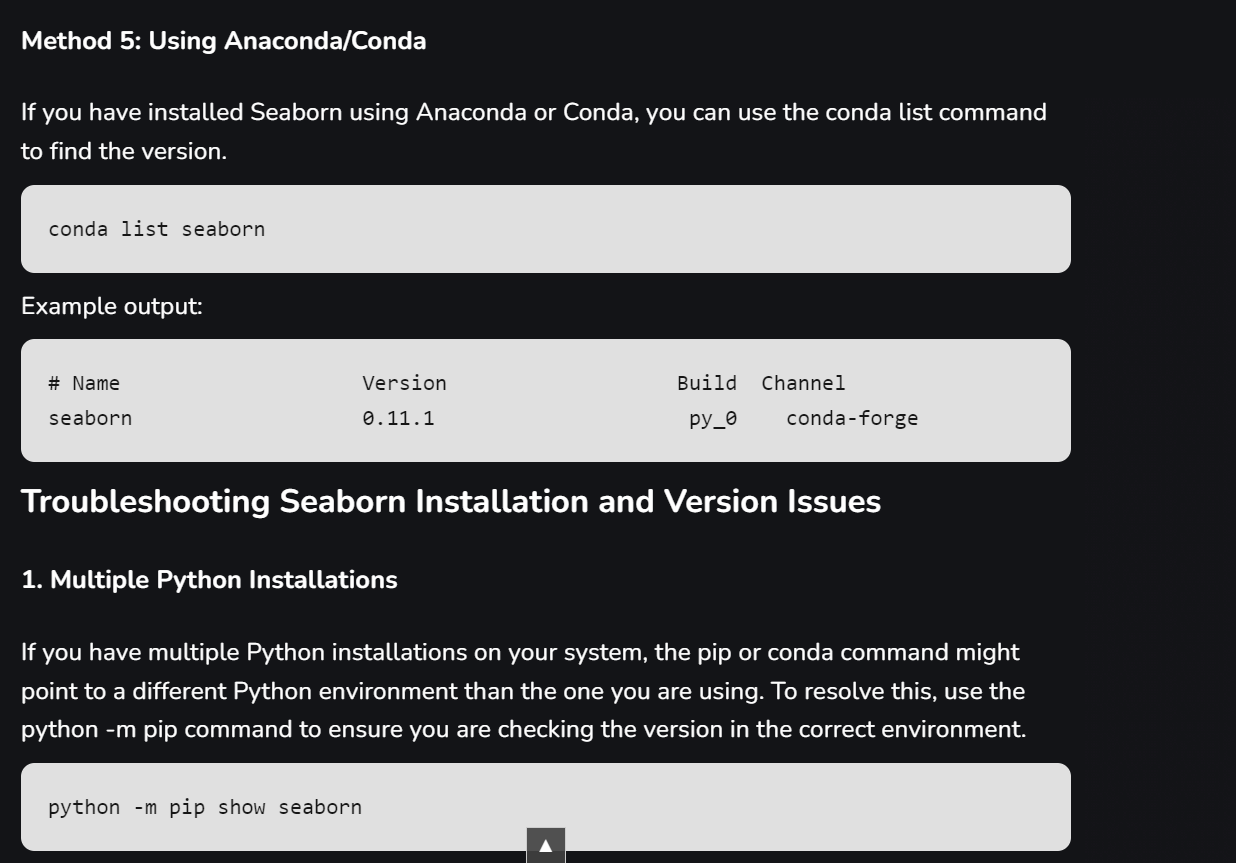 Method 5: Using Anaconda/Conda
If you have installed Seaborn using Anaconda or Conda, you can use the conda list command
to find the version.
conda list seaborn
Example output:
# Name                    Version                   Build  Channel
seaborn                   0.11.1                     py_0    conda-forge
Troubleshooting Seaborn Installation and Version Issues
1. Multiple Python Installations
If you have multiple Python installations on your system, the pip or conda command might
point to a different Python environment than the one you are using. To resolve this, use the
python -m pip command to ensure you are checking the version in the correct environment.
python -m pip show seaborn